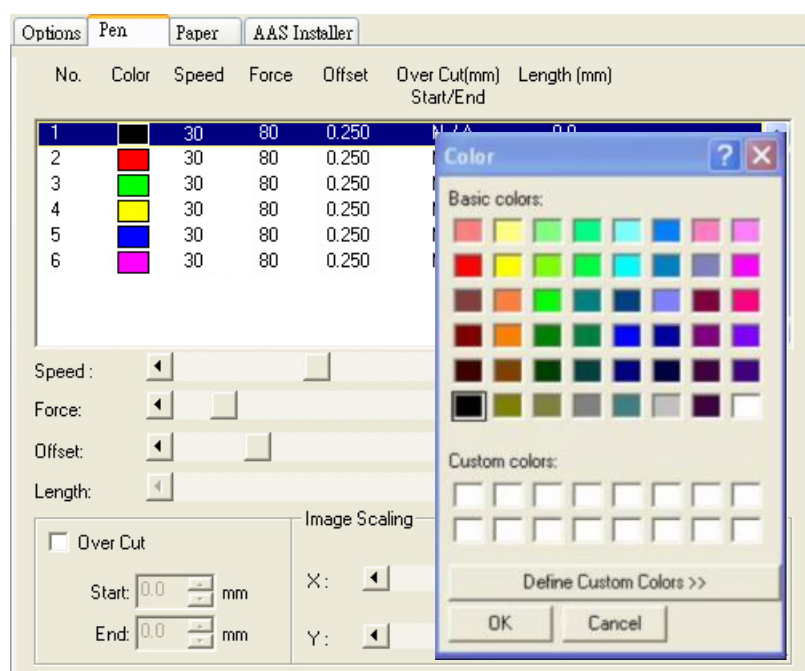 Options Pen Paper AAS Installer
No. Color Speed Force Offset Over Cut(mm) Length (mm)
Start/End
1 30 80 0.250
2 30 80 0.250
3 30 80 0.250
4 30 80 0.250
5 30 80 0.250
6 30 80 0.250
Speed :
Force:
Offset:
Length:
Over Cut
Start: 0.0 mm
End: 0.0 mm
Image Scaling
X:
Y:
Color
Basic colors:
Custom colors:
Define Custom Colors >>
OK Cancel